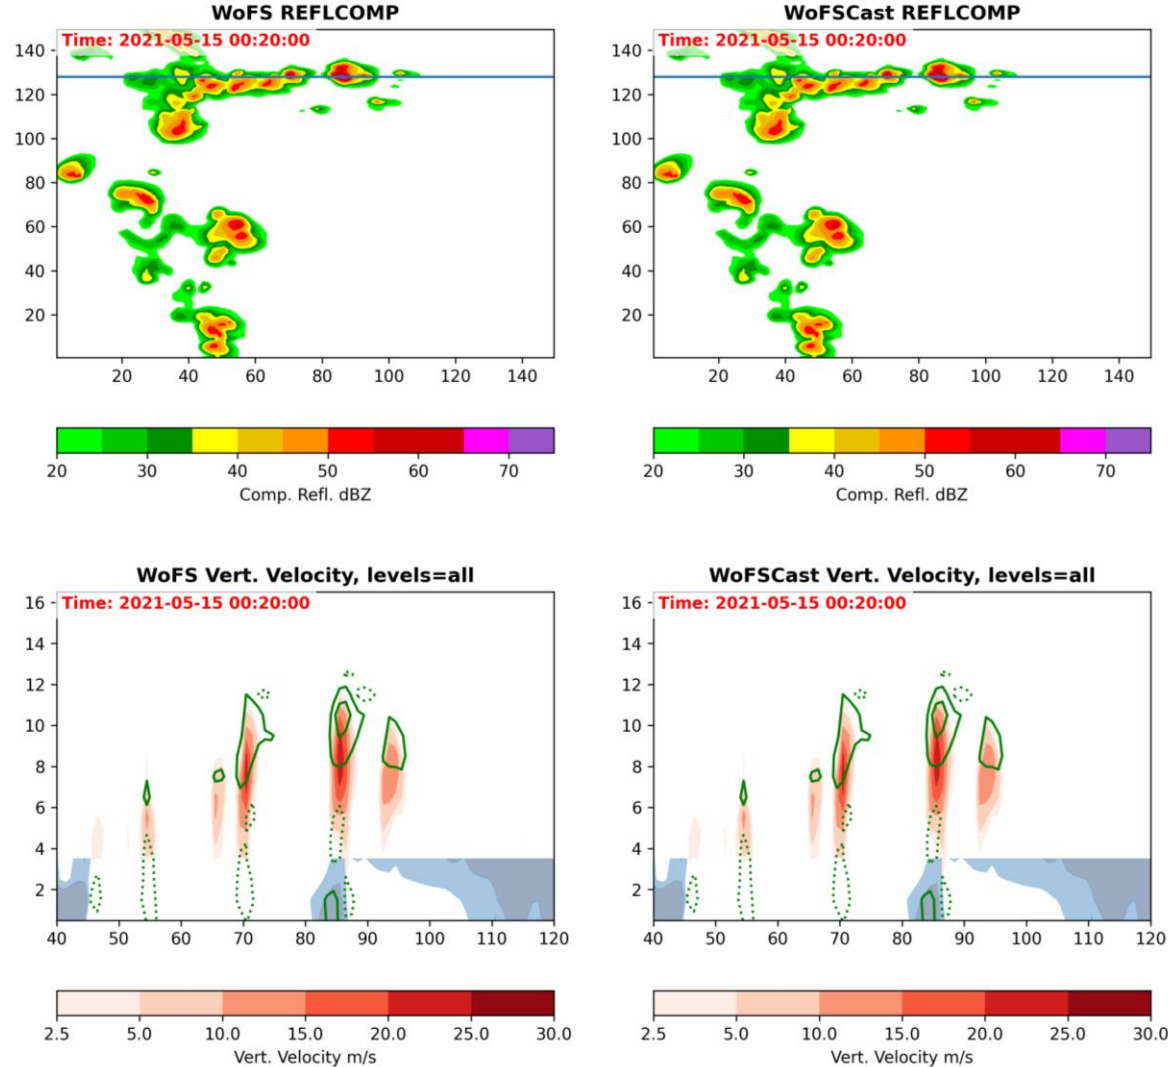 WoFS REFLCOMP
WoFSCast REFLCOMP
Time: 2021-05-15 00:20:00
Time: 2021-05-15 00:20:00
140
120
100
80
60
40
20
20 40 60 80 100 120 140
140
120
100
80
60
40
20
20 40 60 80 100 120 140
20 30 40 50 60 70
Comp. Refl. dBZ
20 30 40 50 60 70
Comp. Refl. dBZ
WoFS Vert. Velocity, levels=all
WoFSCast Vert. Velocity, levels=all
Time: 2021-05-15 00:20:00
Time: 2021-05-15 00:20:00
16
14
12
10
8
6
4
2
40 50 60 70 80 90 100 110 120
16
14
12
10
8
6
4
2
40 50 60 70 80 90 100 110 120
2.5 5.0 10.0 15.0 20.0 25.0 30.0
Vert. Velocity m/s
2.5 5.0 10.0 15.0 20.0 25.0 30.0
Vert. Velocity m/s